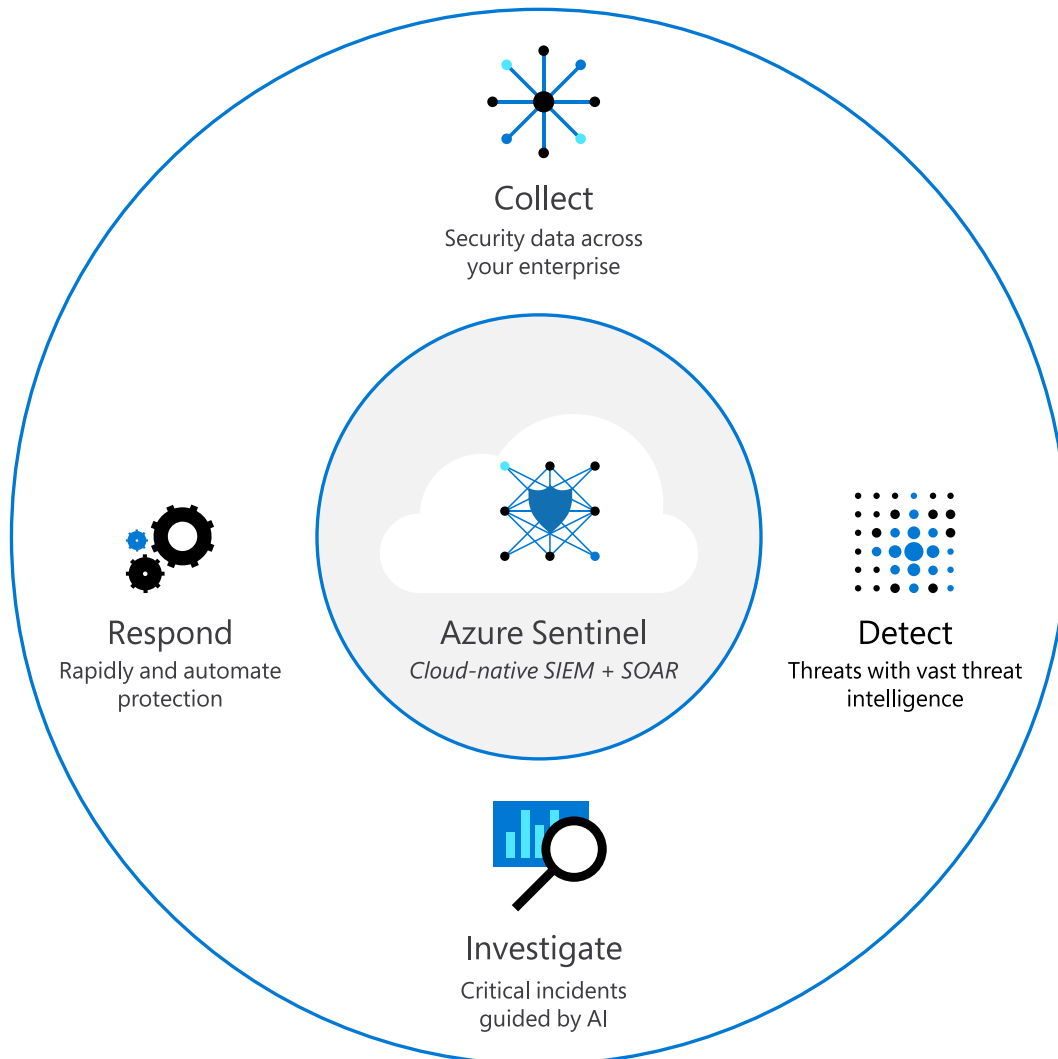 Collect
Security data across
your enterprise
Respond
Rapidly and automate
protection
Azure Sentinel
Cloud-native SIEM + SOAR
Detect
Threats with vast threat
intelligence
Investigate
Critical incidents
guided by AI